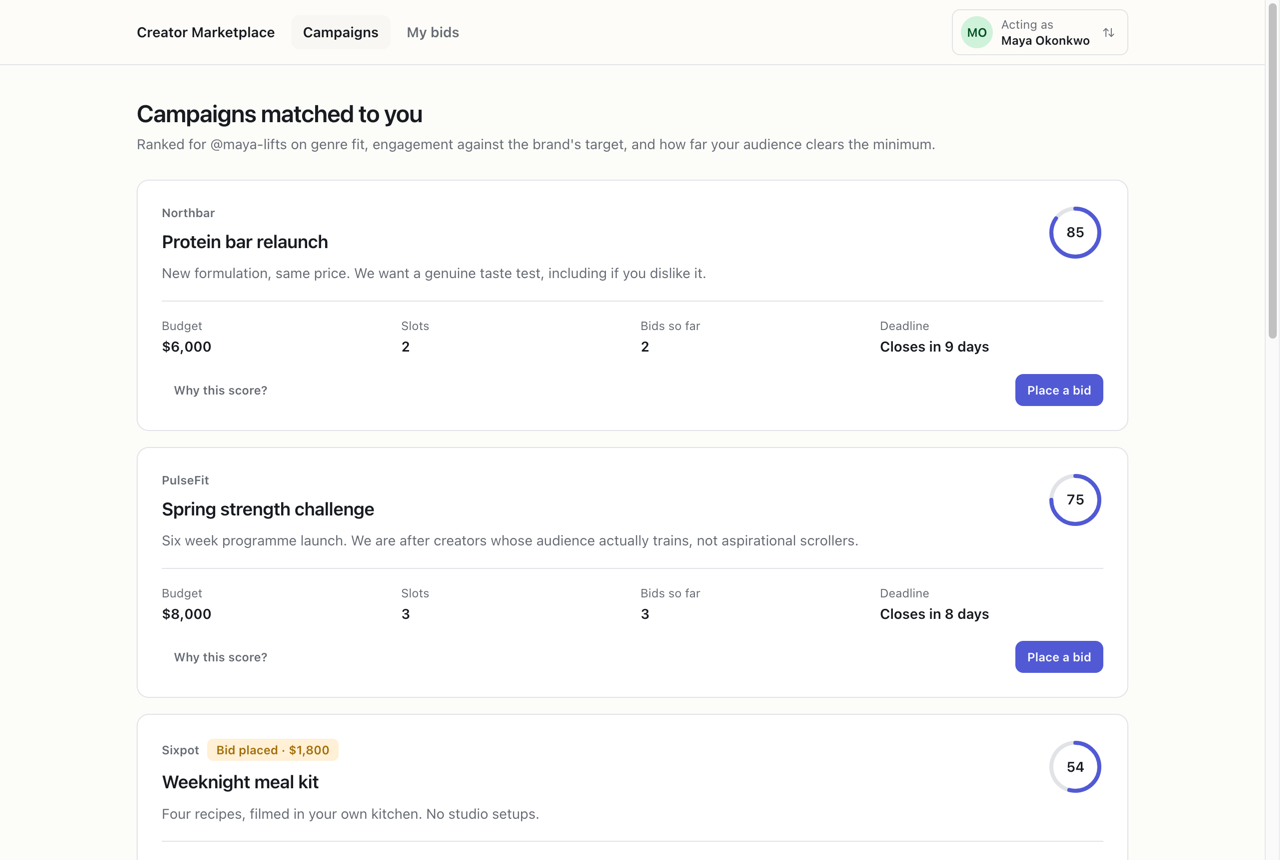 Creator Marketplace
Campaigns
My bids
MO
Acting as
Maya Okonkwo
Campaigns matched to you
Ranked for @maya-lifts on genre fit, engagement against the brand's target, and how far your audience clears the minimum.
Northbar
85
Protein bar relaunch
New formulation, same price. We want a genuine taste test, including if you dislike it.
Budget
$6,000
Slots
2
Bids so far
2
Deadline
Closes in 9 days
Why this score?
Place a bid
PulseFit
75
Spring strength challenge
Six week programme launch. We are after creators whose audience actually trains, not aspirational scrollers.
Budget
$8,000
Slots
3
Bids so far
3
Deadline
Closes in 8 days
Why this score?
Place a bid
Sixpot
Bid placed · $1,800
54
Weeknight meal kit
Four recipes, filmed in your own kitchen. No studio setups.